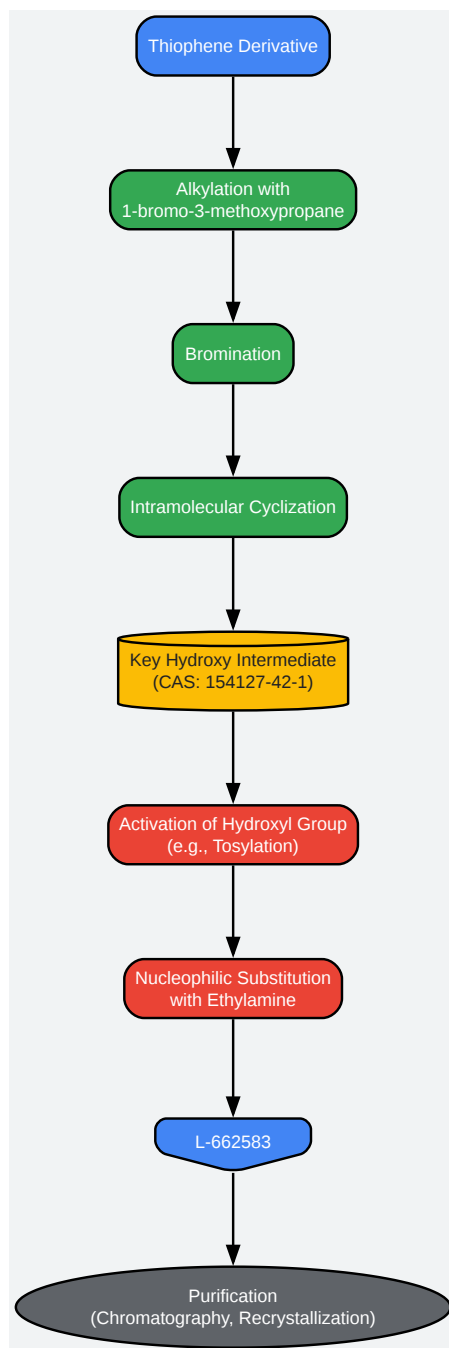 Thiophene Derivative
Alkylation with
1-bromo-3-methoxypropane
Bromination
Intramolecular Cyclization
Key Hydroxy Intermediate
(CAS: 154127-42-1)
Activation of Hydroxyl Group
(e.g., Tosylation)
Nucleophilic Substitution
with Ethylamine
L-662583
Purification
(Chromatography, Recrystallization)